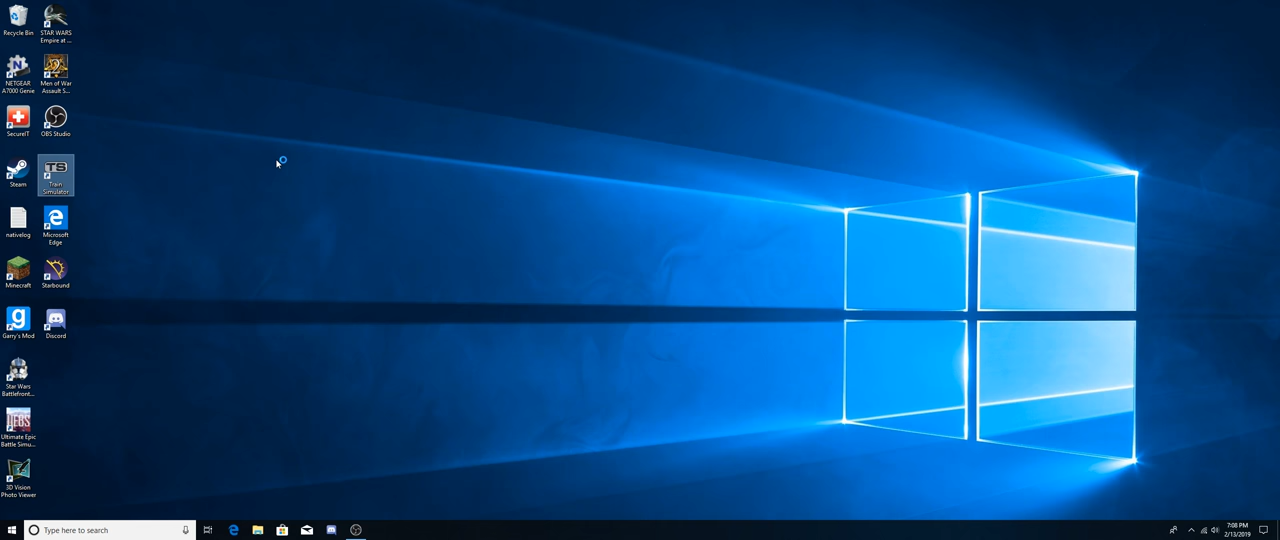 Recycle Bin
STAR WARS
Empire at ...
NETGEAR
A7000 Genie
Men of War
Assault S...
SecureIT
OBS Studio
Steam
TS
Train
Simulator
nativelog
Microsoft
Edge
Minecraft
Starbound
g
Garry's Mod
Discord
Star Wars
Battlefront...
UEBS
Ultimate Epic
Battle Simu...
3D Vision
Photo Viewer
Type here to search
7:08 PM
2/13/2019